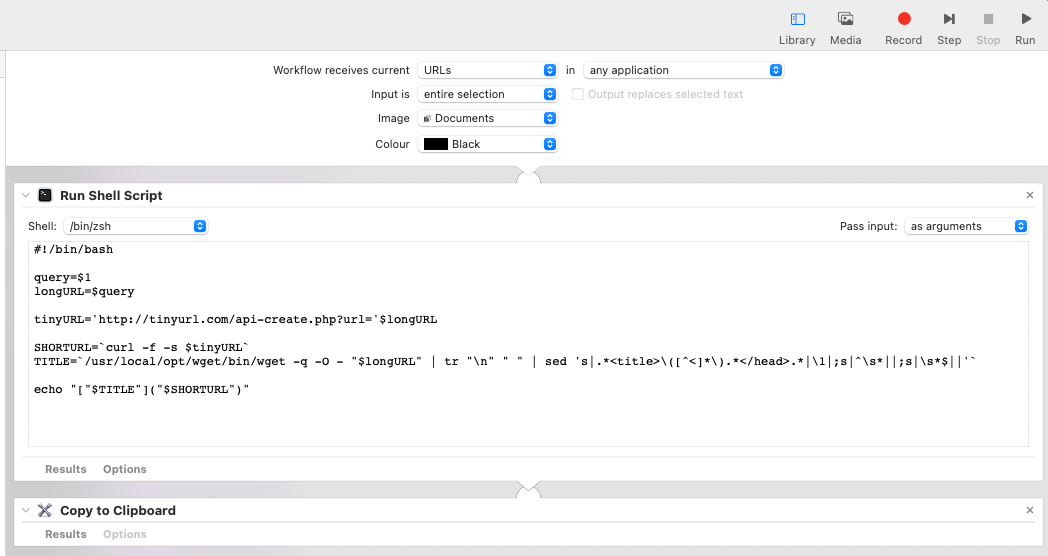 Library Media Record Step Stop Run
Workflow receives current URLs in any application
Input is entire selection Output replaces selected text
Image Documents
Colour Black
Run Shell Script
Shell: /bin/zsh Pass input: as arguments
#!/bin/bash
query=$1
longURL=$query
tinyURL='http://tinyurl.com/api-create.php?url='$longURL
SHORTURL=`curl -f -s $tinyURL`
TITLE=`/usr/local/opt/wget/bin/wget -q -O - "$longURL" | tr "\n" " " | sed 's|.*<title>\([^<]*\).*</head>.*|\1|;s|^\s*||;s|\s*$||'`
echo "["$TITLE"]("$SHORTURL")"
Results Options
Copy to Clipboard
Results Options